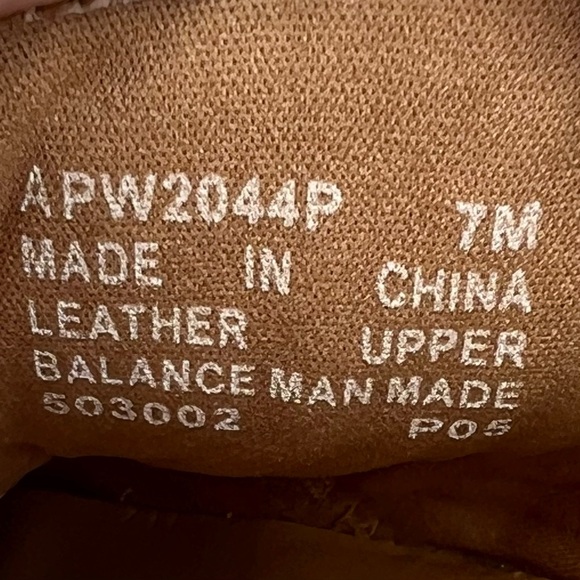 APW2044P 7M
MADE IN CHINA
LEATHER UPPER
BALANCE MAN MADE
503002 P05